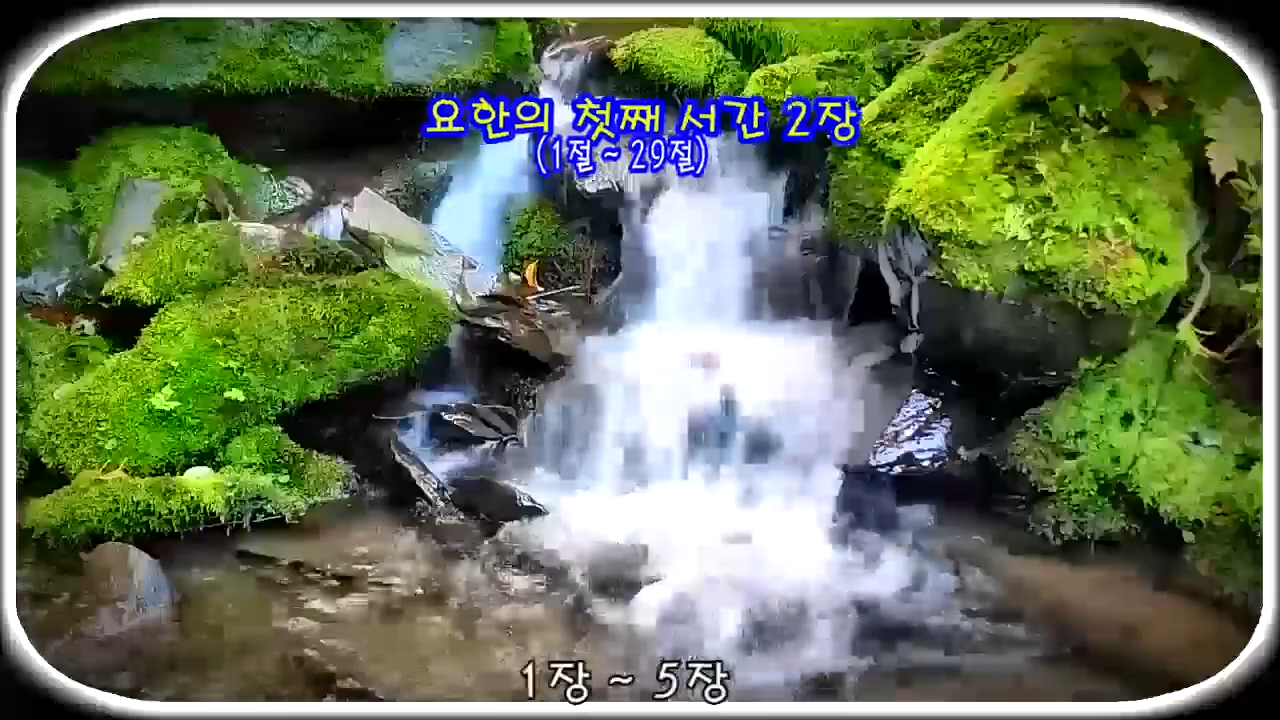 요한의 첫째 서간 2장
(1절 ~ 29절)
1장 ~ 5장